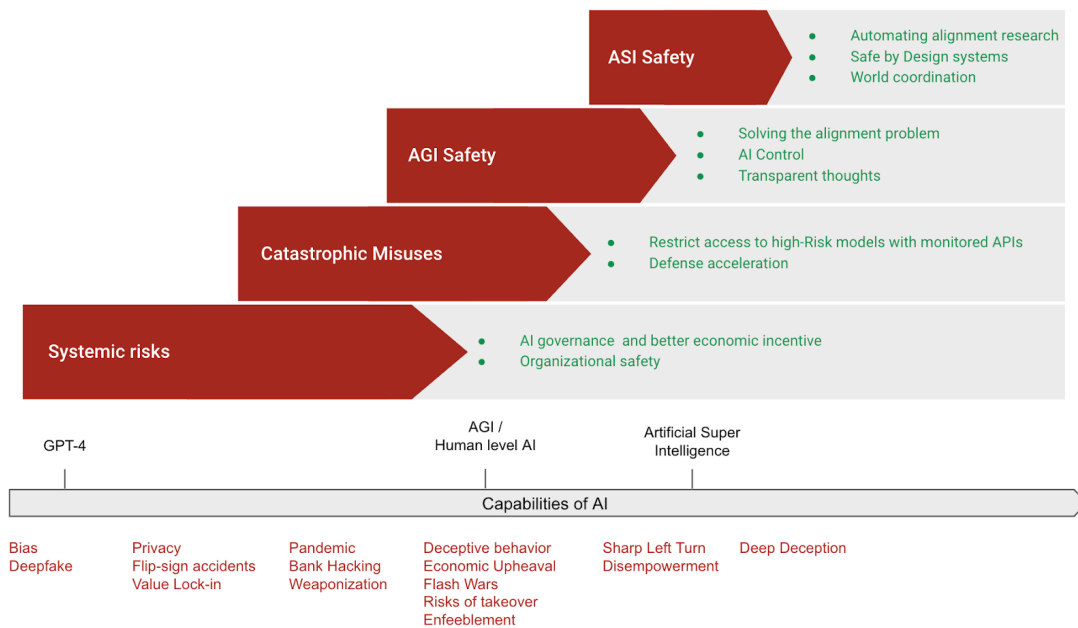 ASI Safety
Automating alignment research
Safe by Design systems
World coordination
AGI Safety
Solving the alignment problem
AI Control
Transparent thoughts
Catastrophic Misuses
Restrict access to high-Risk models with monitored APIs
Defense acceleration
Systemic risks
AI governance and better economic incentive
Organizational safety
GPT-4
AGI /
Human level AI
Artificial Super
Intelligence
Capabilities of AI
Bias
Deepfake
Privacy
Flip-sign accidents
Value Lock-in
Pandemic
Bank Hacking
Weaponization
Deceptive behavior
Economic Upheaval
Flash Wars
Risks of takeover
Enfeeblement
Sharp Left Turn
Disempowerment
Deep Deception